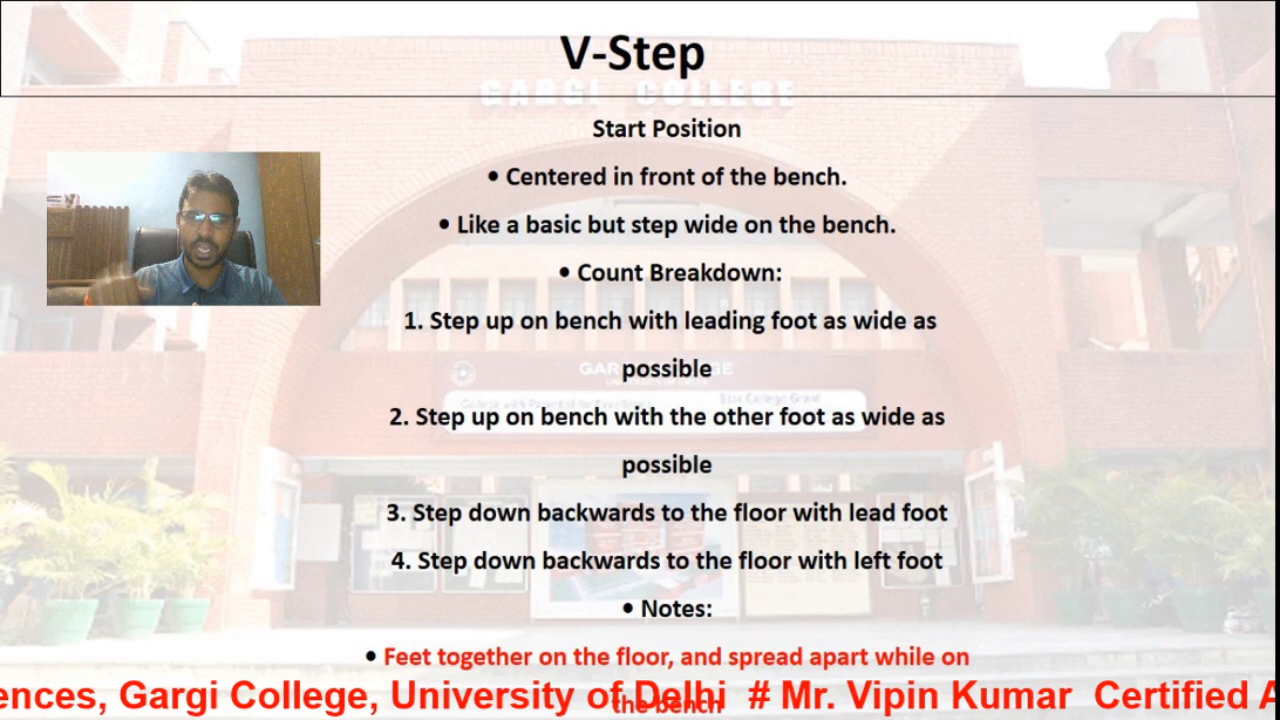 V-Step
GARGI COLLEGE
Start Position
• Centered in front of the bench.
• Like a basic but step wide on the bench.
• Count Breakdown:
1. Step up on bench with leading foot as wide as
possible
2. Step up on bench with the other foot as wide as
possible
3. Step down backwards to the floor with lead foot
4. Step down backwards to the floor with left foot
• Notes:
• Feet together on the floor, and spread apart while on
the bench
ences, Gargi College, University of Delhi # Mr. Vipin Kumar Certified A